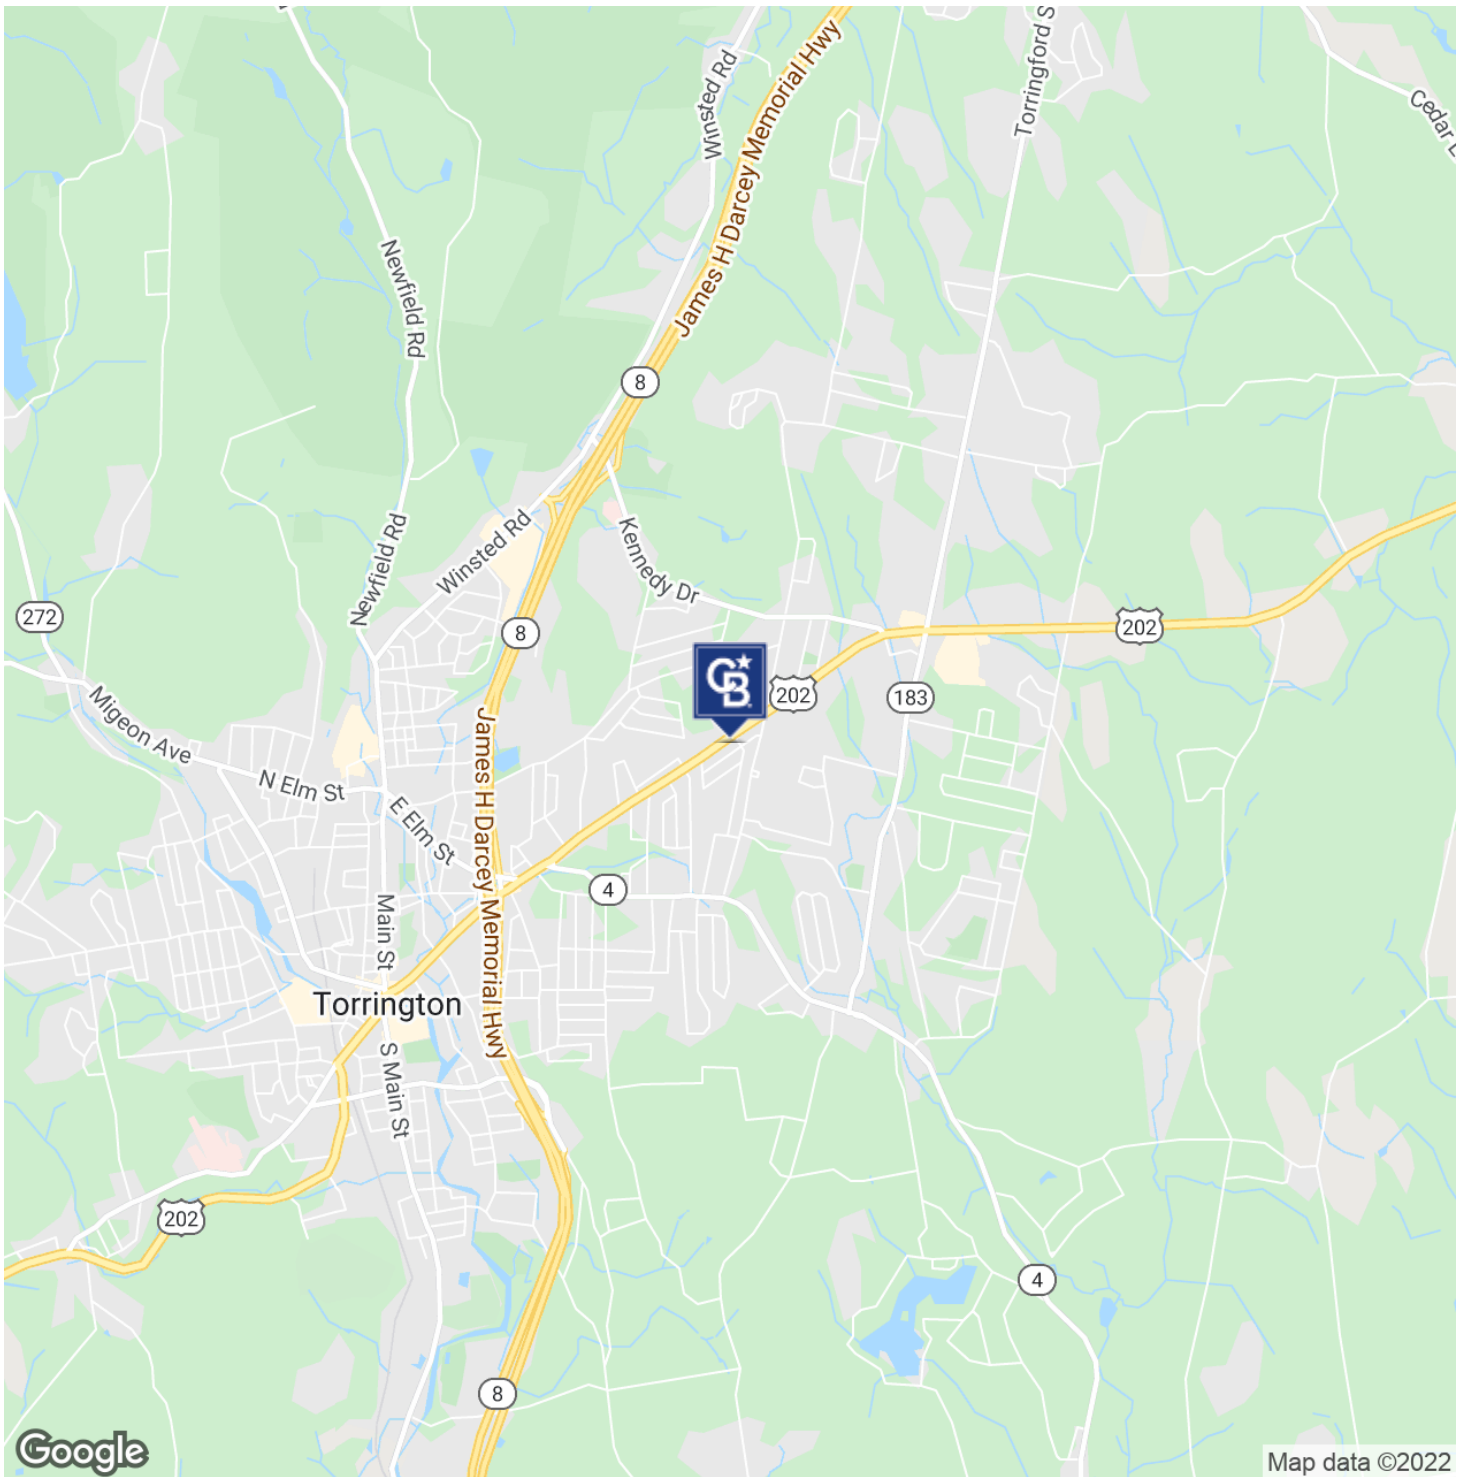 Winsted Rd
James H Darcey Memorial Hwy
Torringford S
Cedar L
Newfield Rd
8
Newfield Rd
Winsted Rd
Kennedy Dr
272
8
202
CB
202
183
Migeon Ave
N Elm St
E Elm St
James H Darcey Memorial Hwy
4
Main St
Torrington
S Main St
202
4
8
Google
Map data ©2022